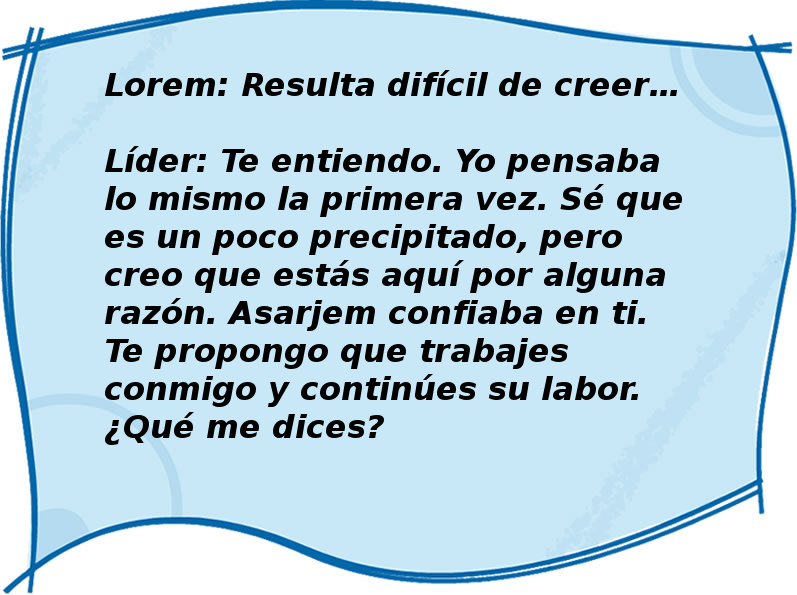 Lorem: Resulta difícil de creer…
Líder: Te entiendo. Yo pensaba
lo mismo la primera vez. Sé que
es un poco precipitado, pero
creo que estás aquí por alguna
razón. Asarjem confiaba en ti.
Te propongo que trabajes
conmigo y continúes su labor.
¿Qué me dices?